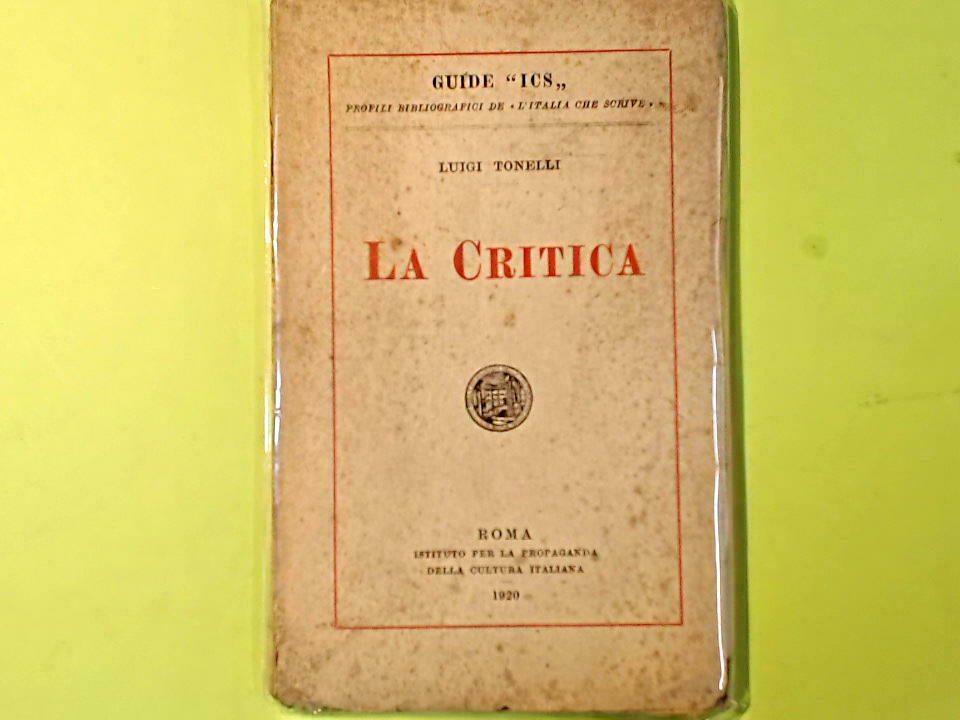 GUIDE “ICS„
PROFILI BIBLIOGRAFICI DE « L'ITALIA CHE SCRIVE »
LUIGI TONELLI
LA CRITICA
ROMA
ISTITUTO PER LA PROPAGANDA
DELLA CULTURA ITALIANA
1920